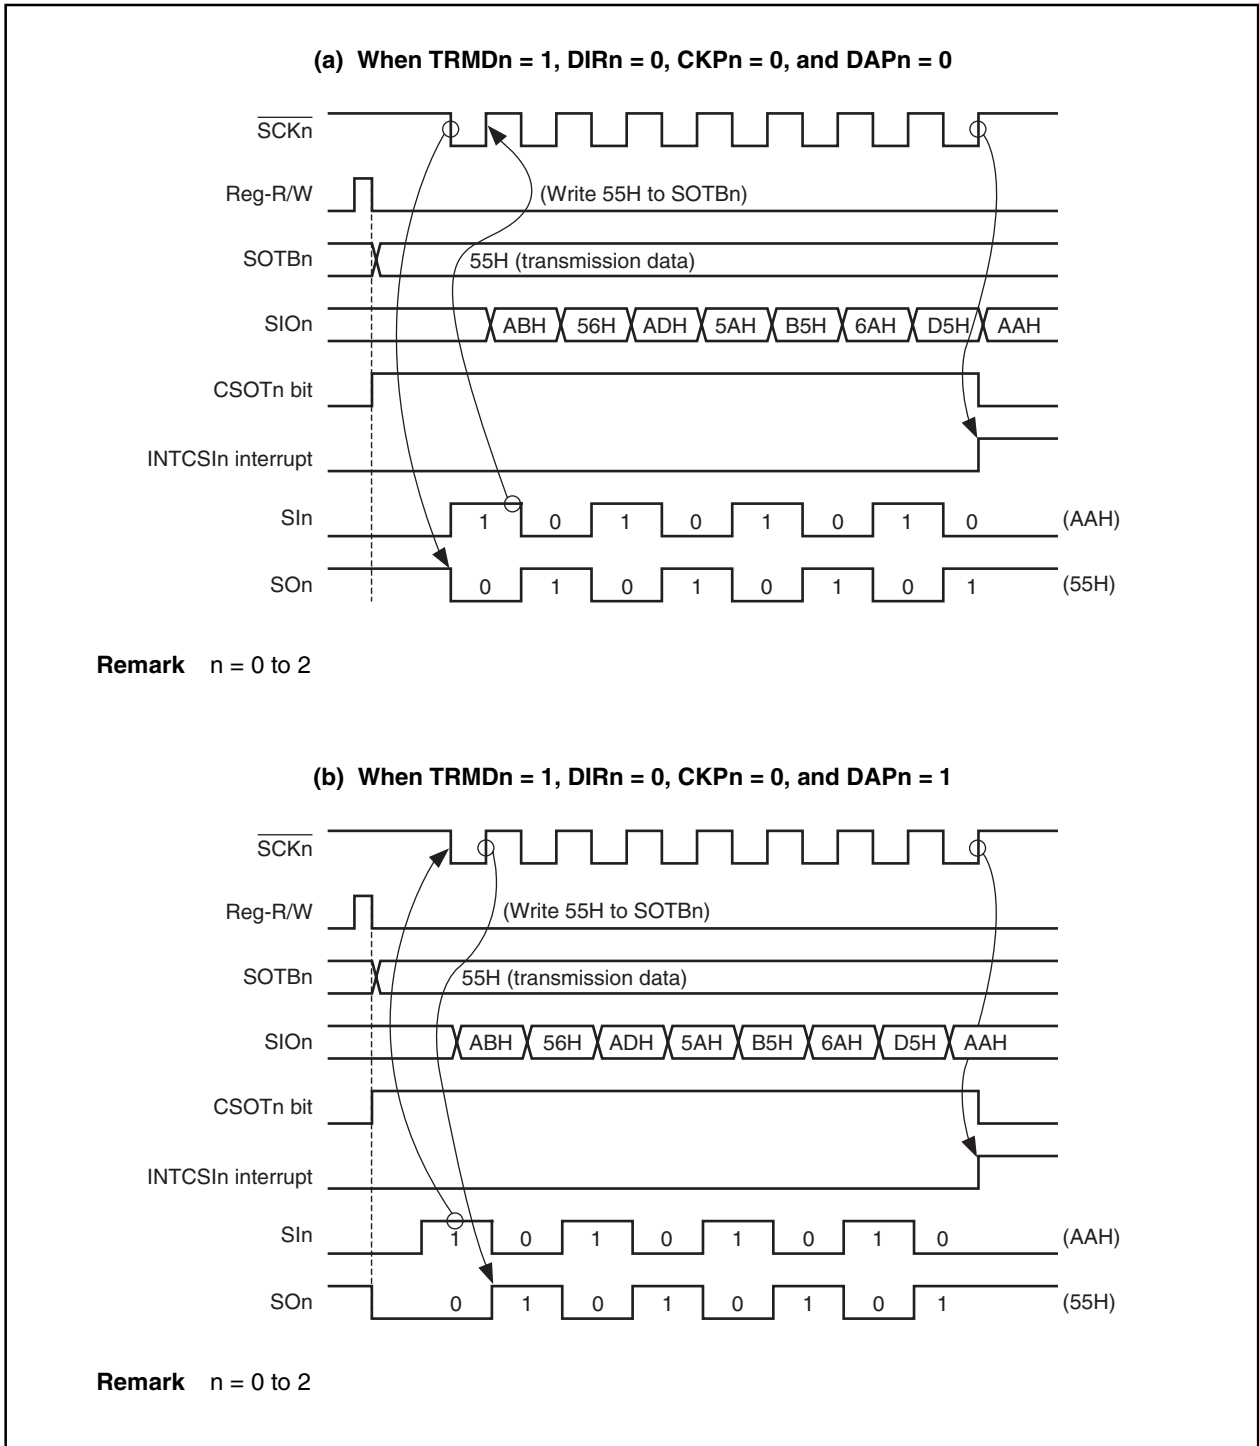 (a) When TRMDn = 1, DIRn = 0, CKPn = 0, and DAPn = 0
SCKn
Reg-R/W
(Write 55H to SOTBn)
SOTBn
55H (transmission data)
SIOn
ABH 56H ADH 5AH B5H 6AH D5H AAH
CSOTn bit
INTCSIn interrupt
SIn
1 0 1 0 1 0 1 0 (AAH)
SOn
0 1 0 1 0 1 0 1 (55H)
Remark n = 0 to 2
(b) When TRMDn = 1, DIRn = 0, CKPn = 0, and DAPn = 1
SCKn
Reg-R/W
(Write 55H to SOTBn)
SOTBn
55H (transmission data)
SIOn
ABH 56H ADH 5AH B5H 6AH D5H AAH
CSOTn bit
INTCSIn interrupt
SIn
1 0 1 0 1 0 1 0 (AAH)
SOn
0 1 0 1 0 1 0 1 (55H)
Remark n = 0 to 2